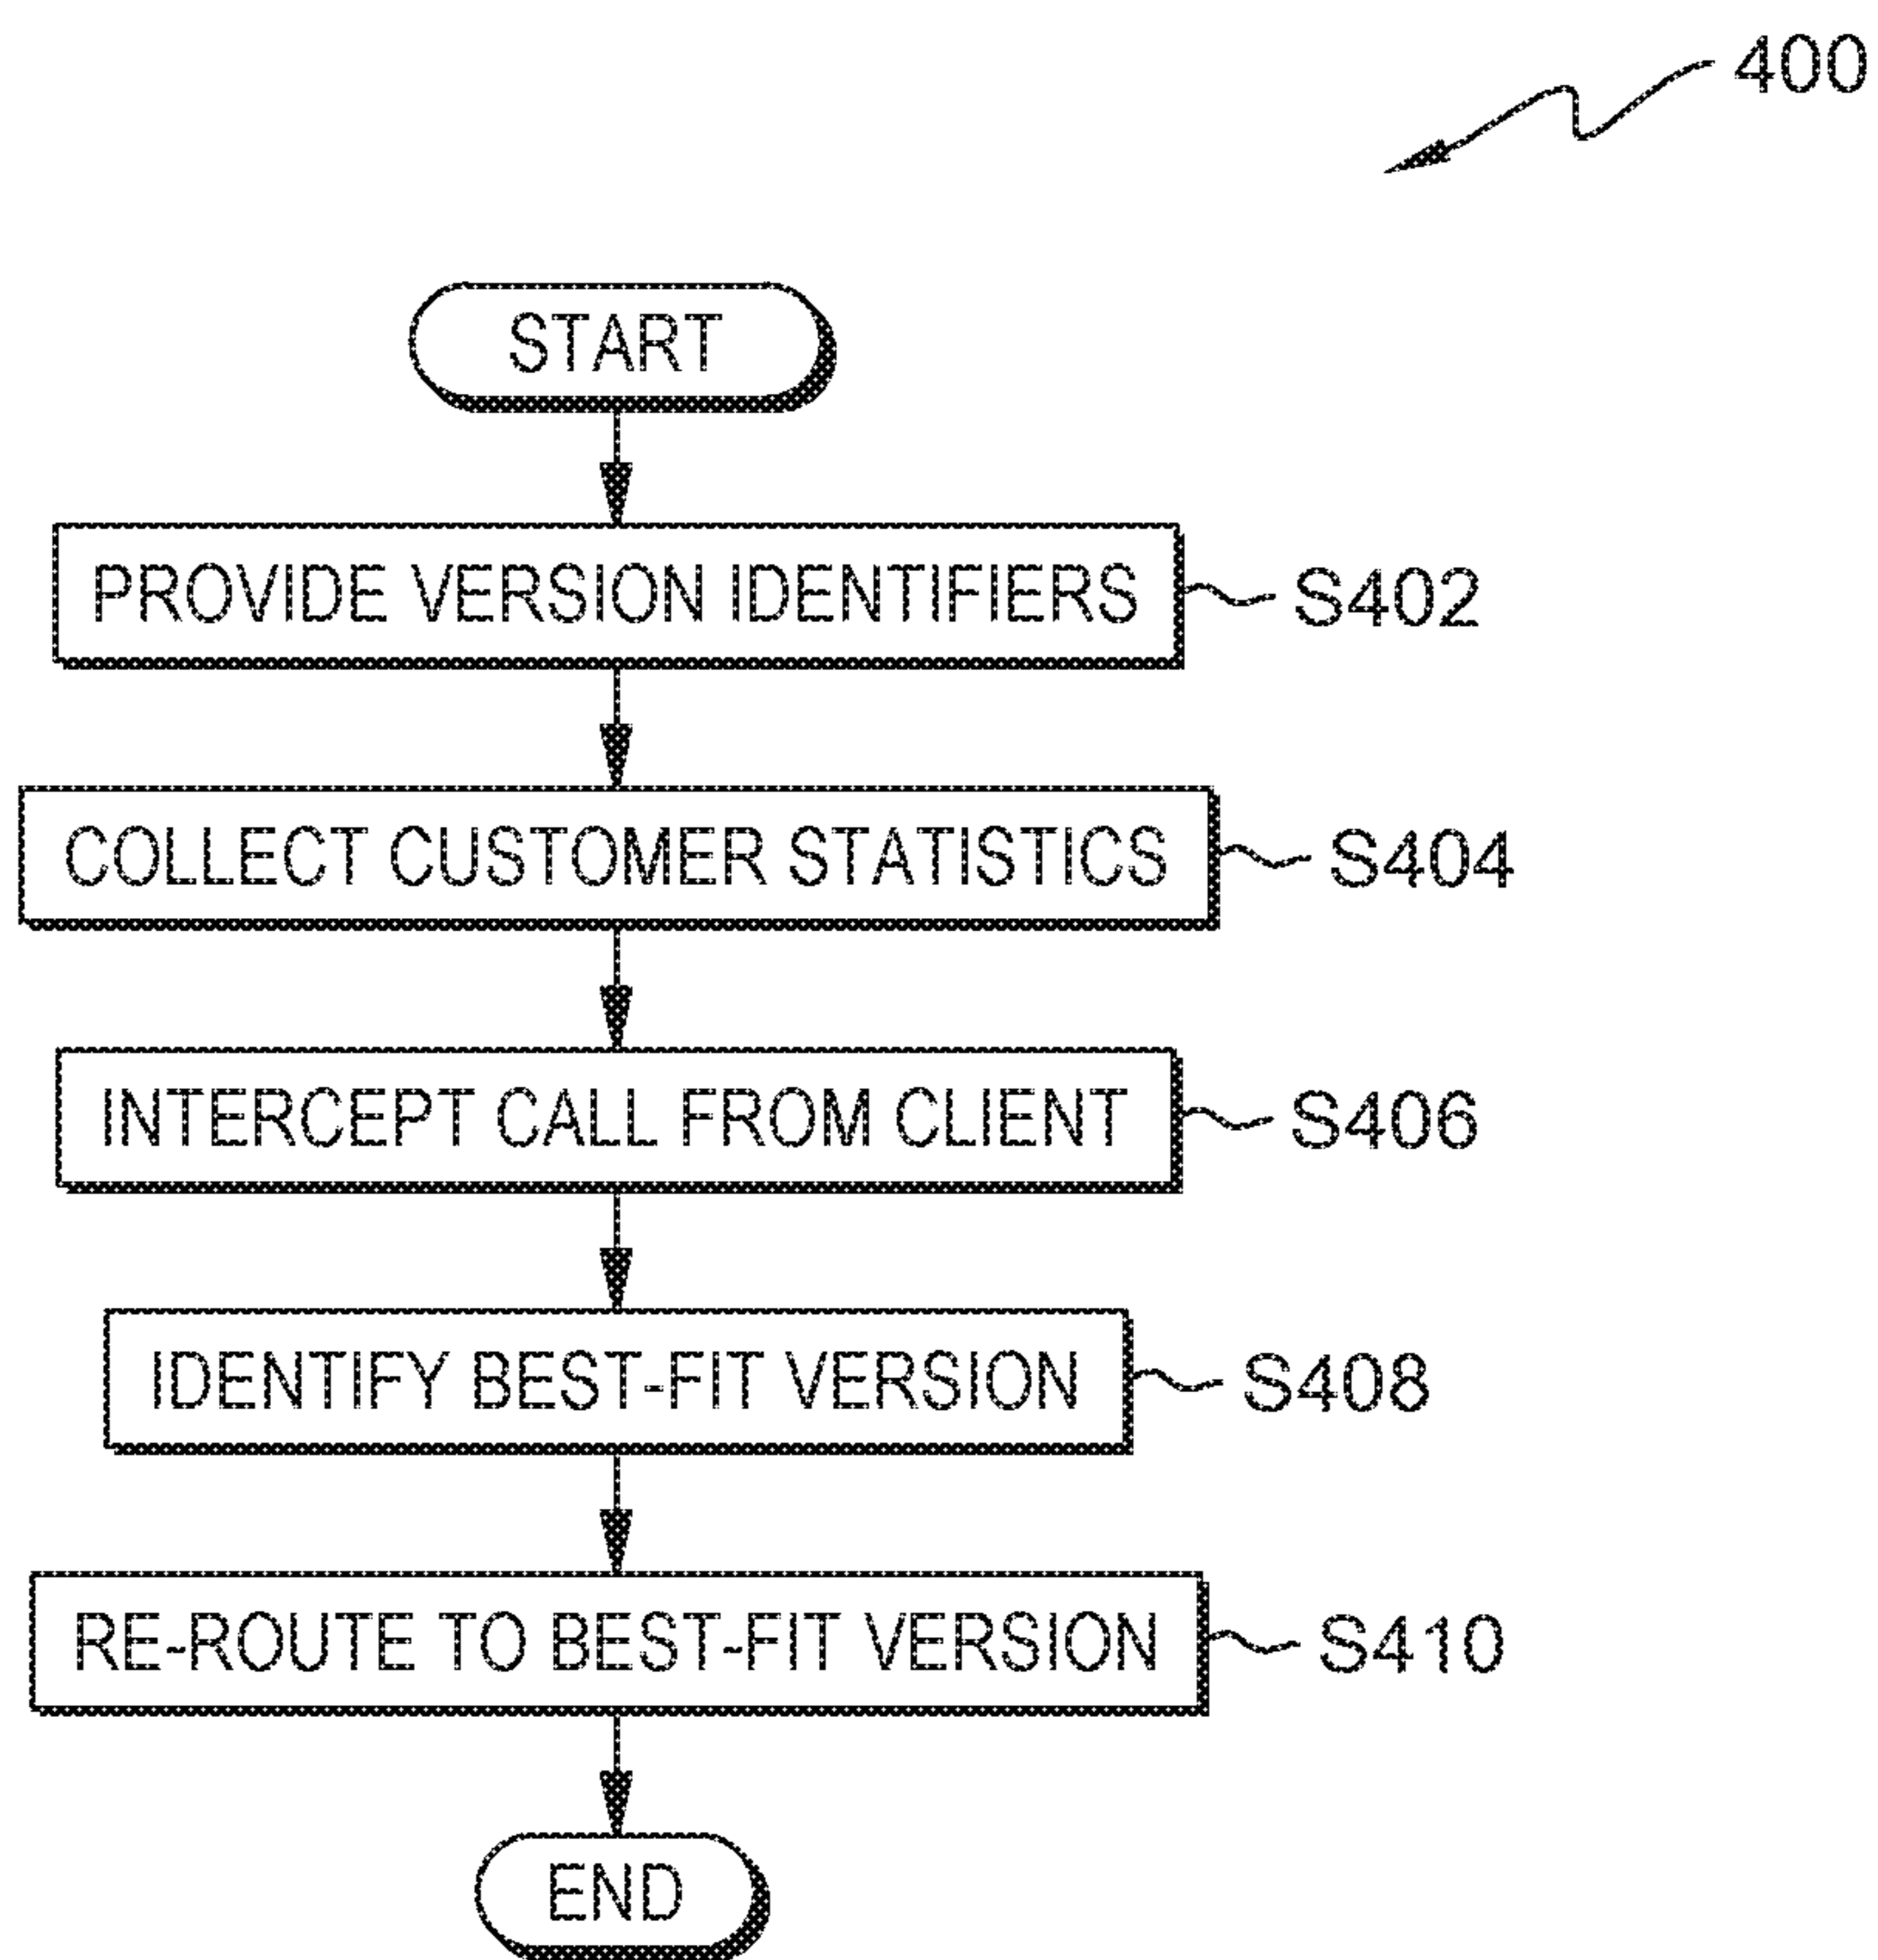 400
START
PROVIDE VERSION IDENTIFIERS S402
COLLECT CUSTOMER STATISTICS S404
INTERCEPT CALL FROM CLIENT S406
IDENTIFY BEST-FIT VERSION S408
RE-ROUTE TO BEST-FIT VERSION S410
END